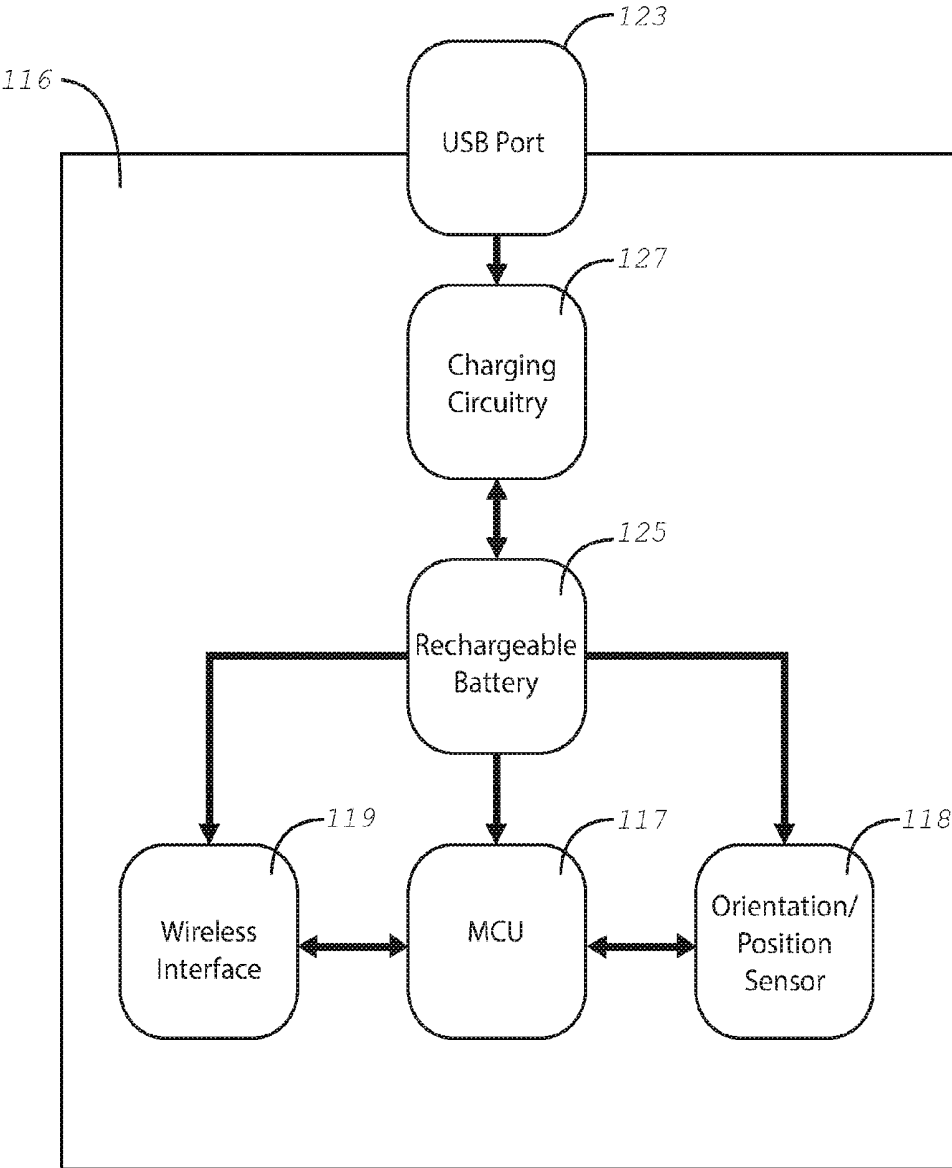 123
116
USB Port
127
Charging
Circuitry
125
Rechargeable
Battery
119
117
118
Wireless
Interface
MCU
Orientation/
Position
Sensor